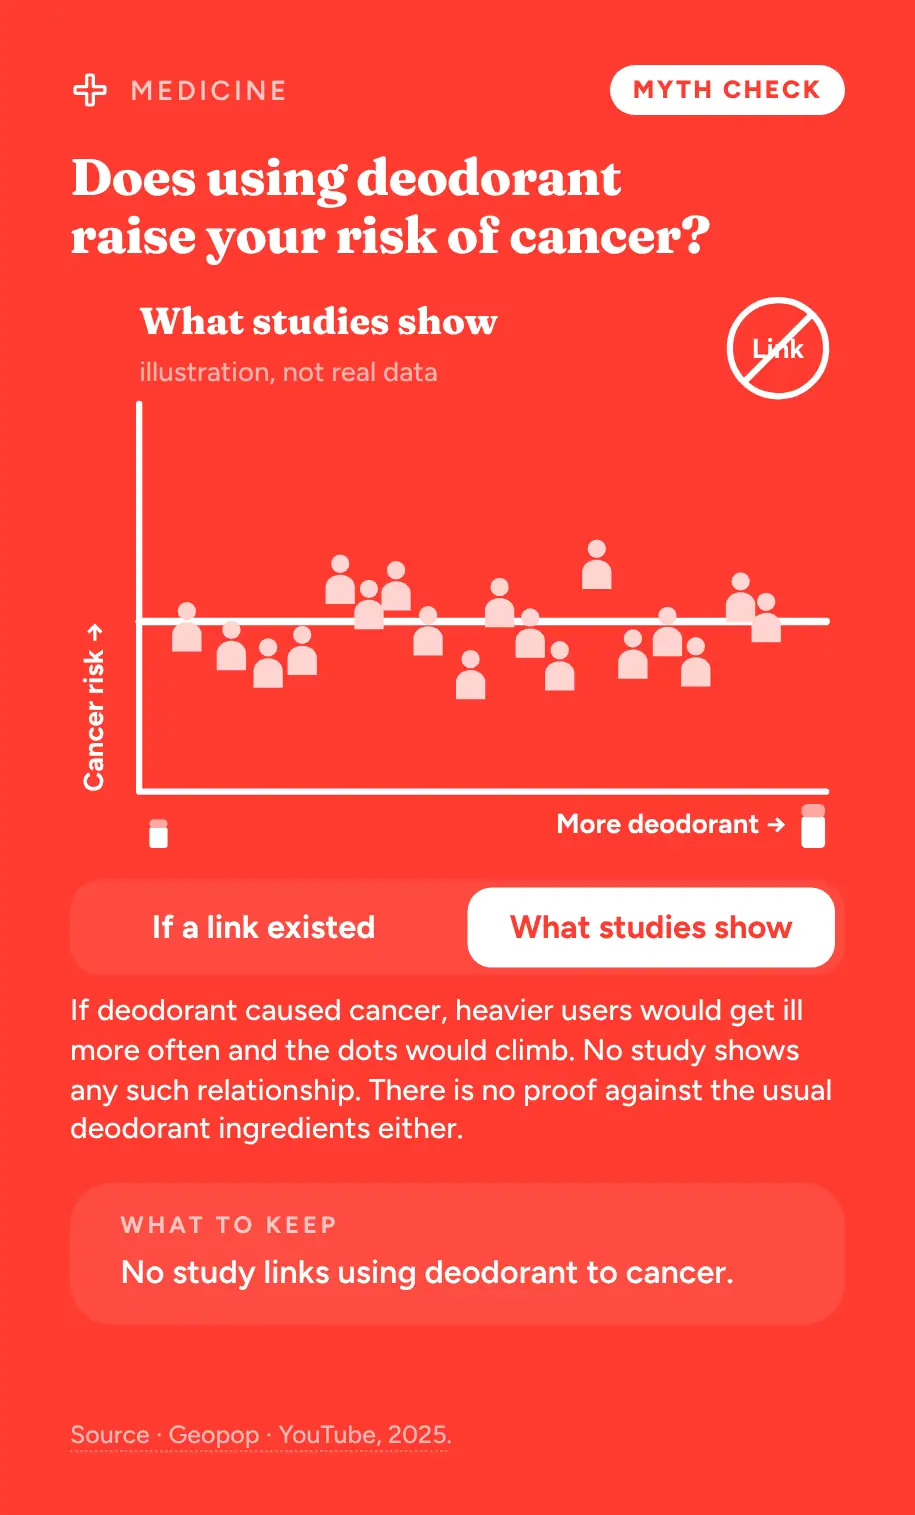 MEDICINE
MYTH CHECK
Does using deodorant
raise your risk of cancer?
What studies show
illustration, not real data
Link
Cancer risk →
More deodorant →
If a link existed
What studies show
If deodorant caused cancer, heavier users would get ill
more often and the dots would climb. No study shows
any such relationship. There is no proof against the usual
deodorant ingredients either.
WHAT TO KEEP
No study links using deodorant to cancer.
Source · Geopop · YouTube, 2025.